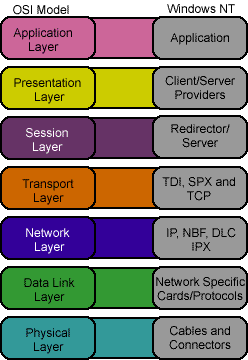 OSI Model Windows NT
Application
Layer
Application
Presentation
Layer
Client/Server
Providers
Session
Layer
Redirector/
Server
Transport
Layer
TDI, SPX and
TCP
Network
Layer
IP, NBF, DLC
IPX
Data Link
Layer
Network Specific
Cards/Protocols
Physical
Layer
Cables and
Connectors